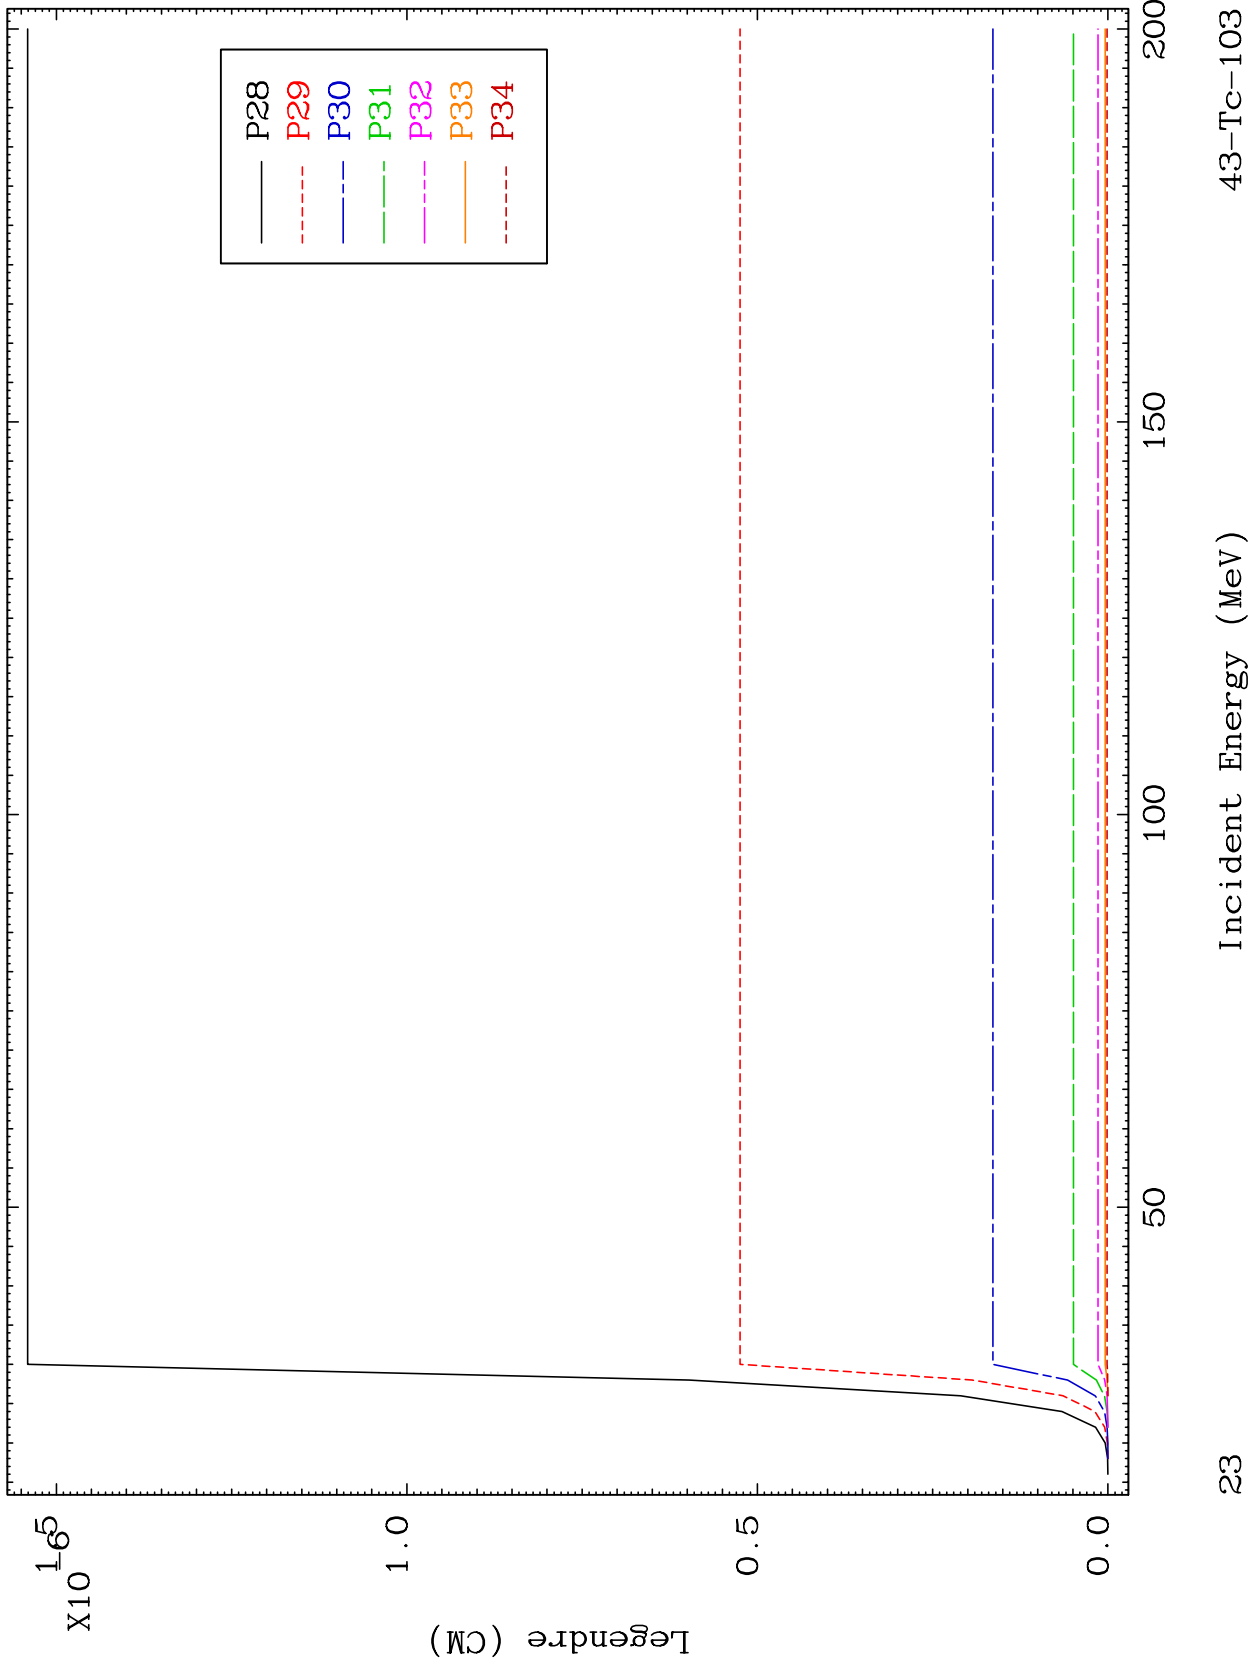 X10
-6
1.5
1.0
0.5
0.0
Legendre (CM)
P28
P29
P30
P31
P32
P33
P34
50
100
150
200
Incident Energy (MeV)
23
43-Tc-103